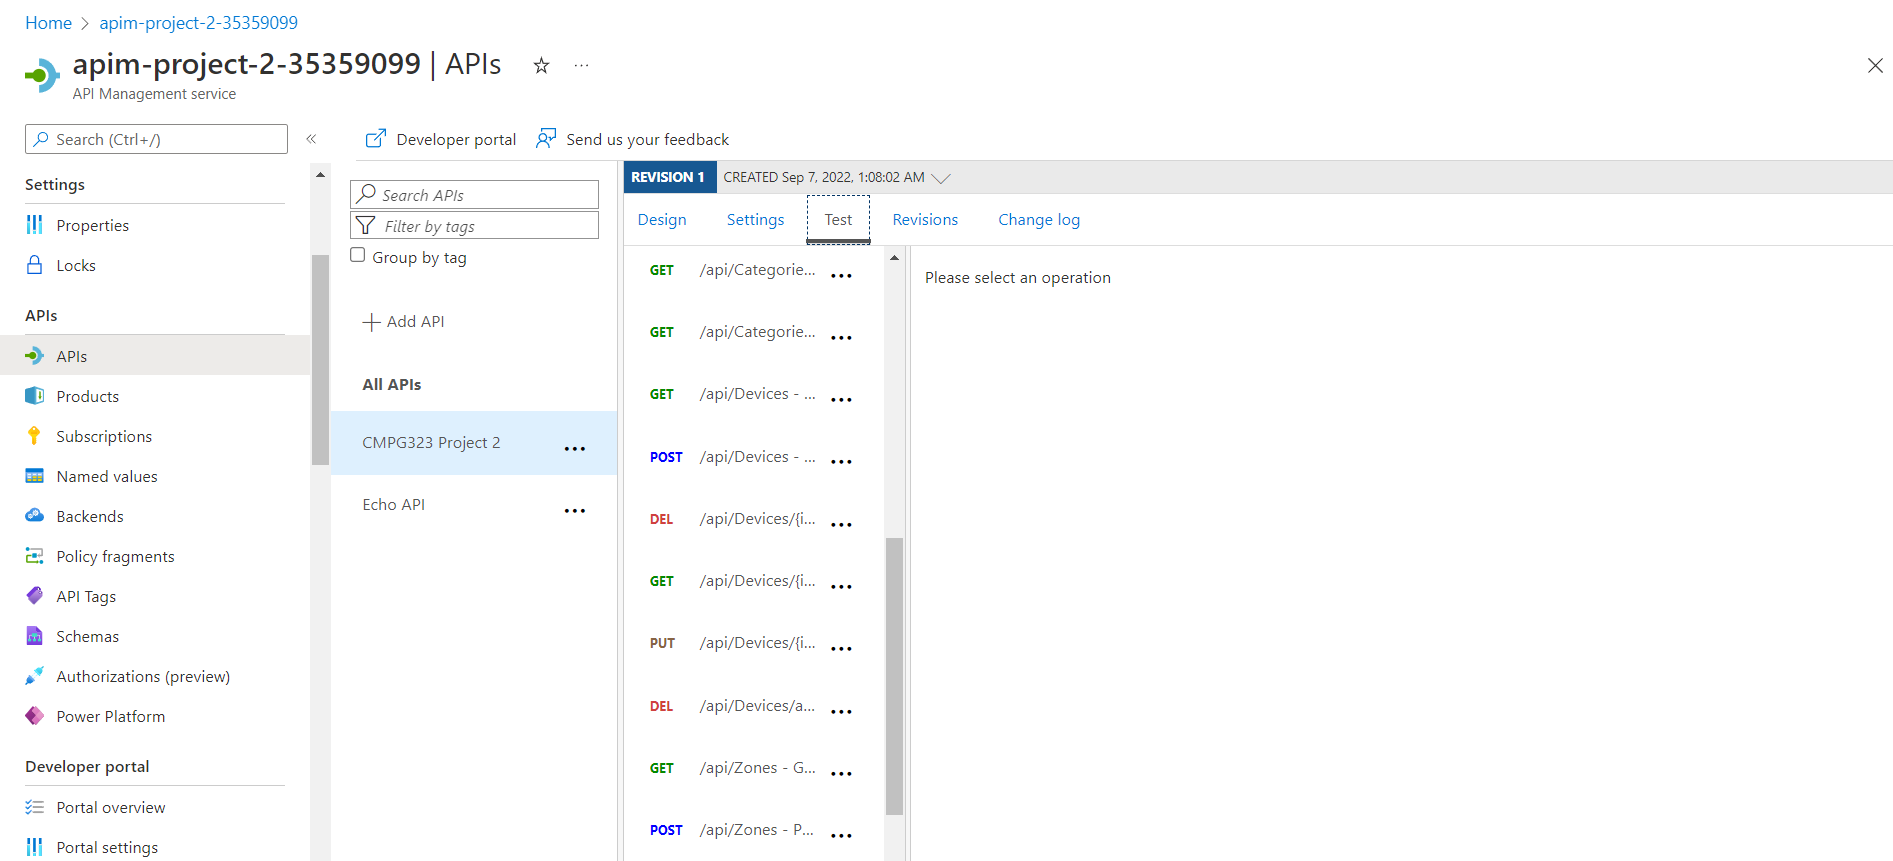 Home > apim-project-2-35359099
apim-project-2-35359099 | APIs
API Management service
Search (Ctrl+/)
Settings
Properties
Locks
APIs
APIs
Products
Subscriptions
Named values
Backends
Policy fragments
API Tags
Schemas
Authorizations (preview)
Power Platform
Developer portal
Portal overview
Portal settings
Developer portal
Send us your feedback
Search APIs
Filter by tags
Group by tag
+ Add API
All APIs
CMPG323 Project 2 ...
Echo API ...
REVISION 1 CREATED Sep 7, 2022, 1:08:02 AM
Design Settings Test Revisions Change log
GET /api/Categorie... ...
GET /api/Categorie... ...
GET /api/Devices - ... ...
POST /api/Devices - ... ...
DEL /api/Devices/{i... ...
GET /api/Devices/{i... ...
PUT /api/Devices/{i... ...
DEL /api/Devices/a... ...
GET /api/Zones - G... ...
POST /api/Zones - P... ...
Please select an operation